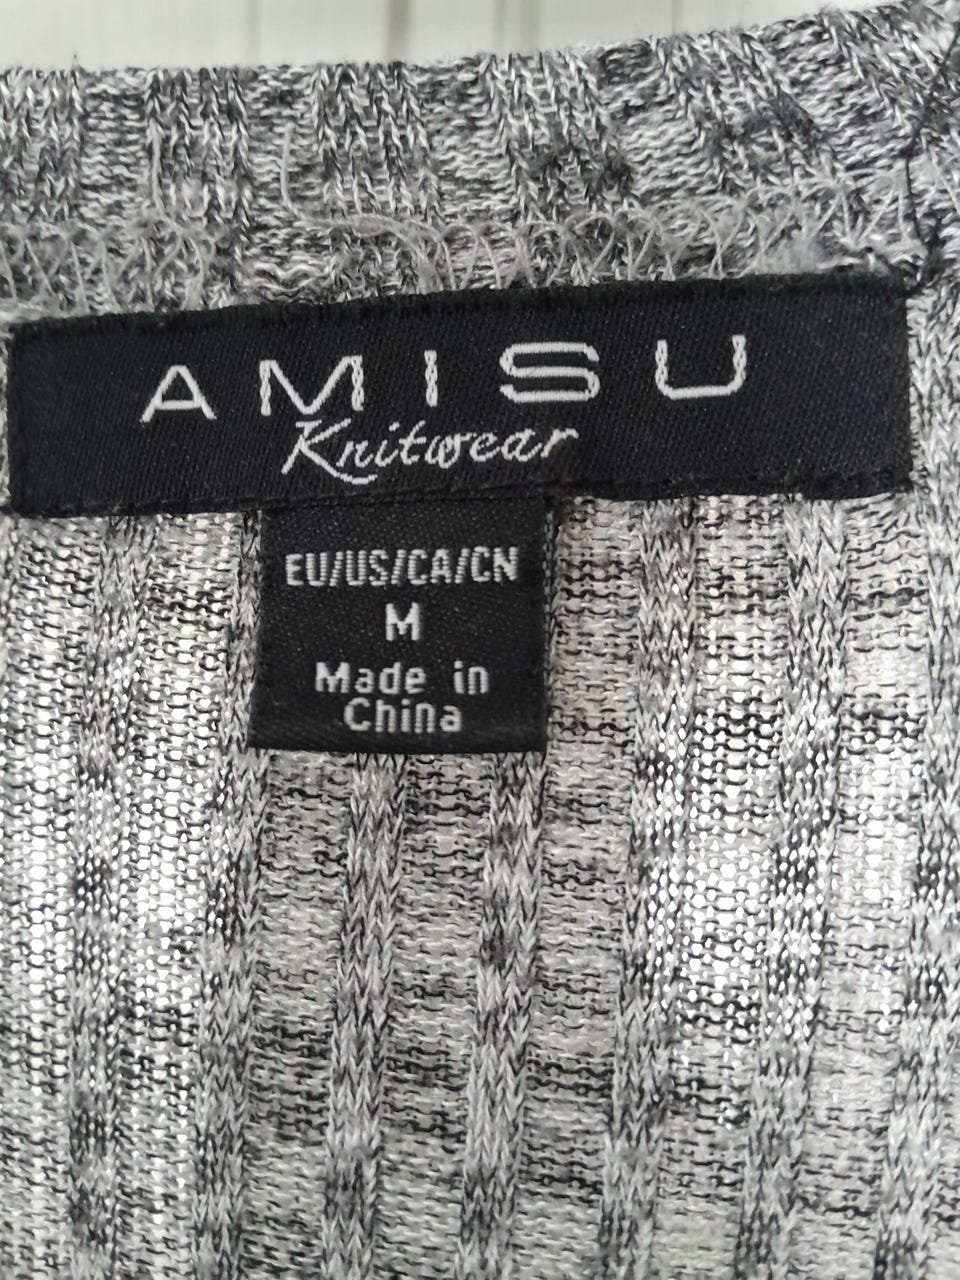 AMISU
Knitwear
EU/US/CA/CN
M
Made in
China